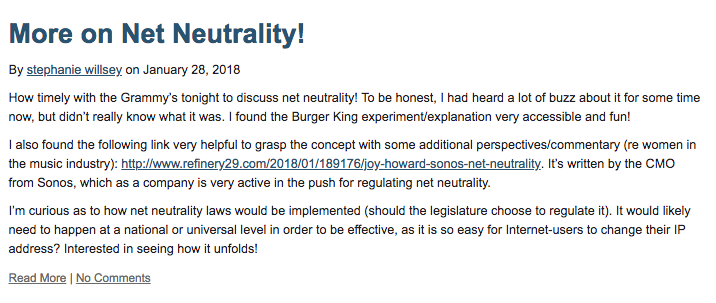 More on Net Neutrality!
By stephanie willsey on January 28, 2018
How timely with the Grammy's tonight to discuss net neutrality! To be honest, I had heard a lot of buzz about it for some time
now, but didn't really know what it was. I found the Burger King experiment/explanation very accessible and fun!
I also found the following link very helpful to grasp the concept with some additional perspectives/commentary (re women in
the music industry): http://www.refinery29.com/2018/01/189176/joy-howard-sonos-net-neutrality. It's written by the CMO
from Sonos, which as a company is very active in the push for regulating net neutrality.
I'm curious as to how net neutrality laws would be implemented (should the legislature choose to regulate it). It would likely
need to happen at a national or universal level in order to be effective, as it is so easy for Internet-users to change their IP
address? Interested in seeing how it unfolds!
Read More | No Comments